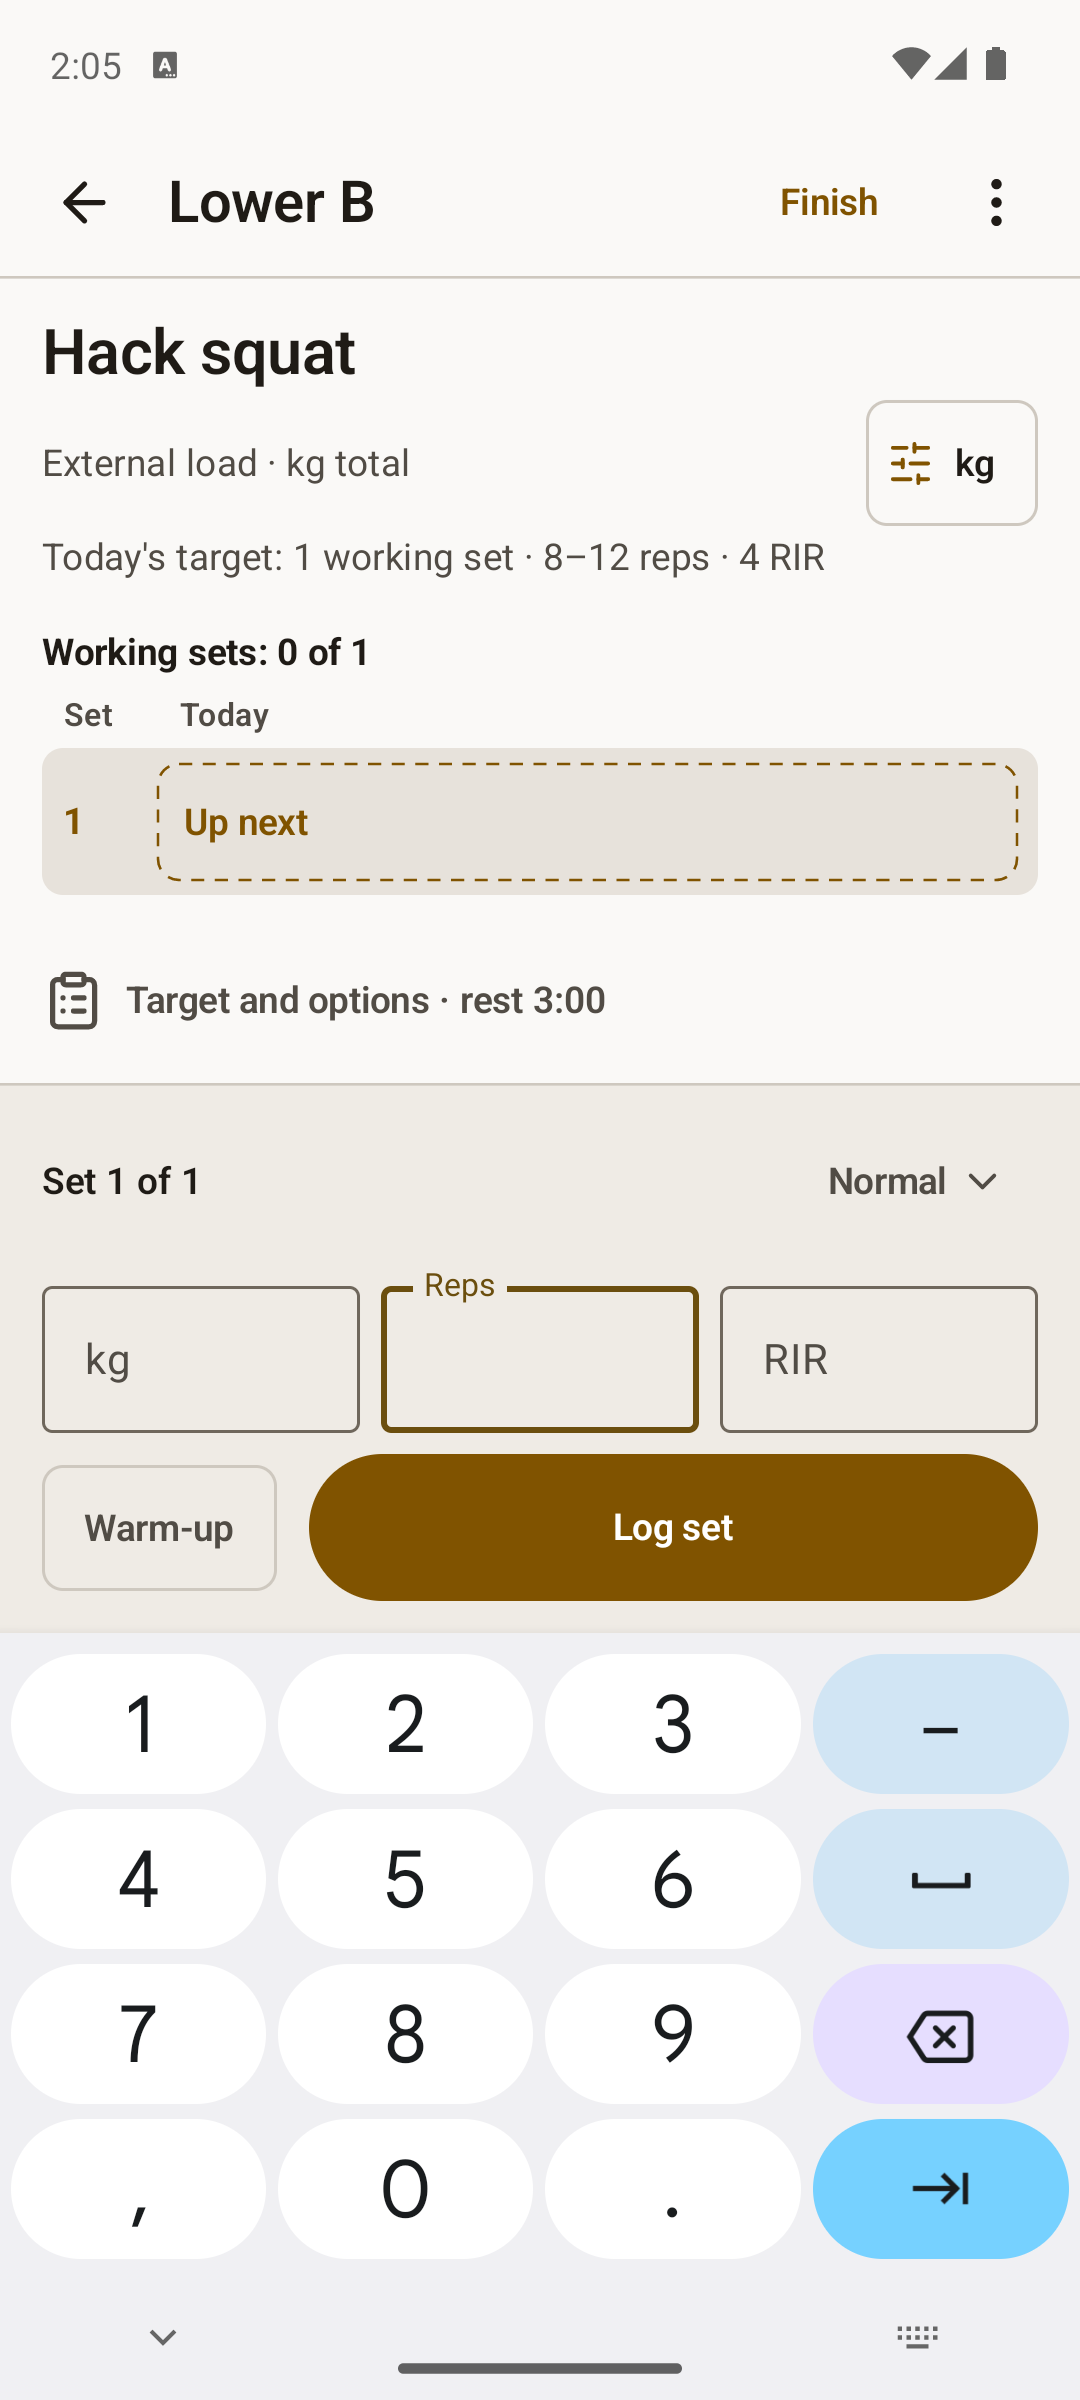 2:05
Lower B
Finish
Hack squat
External load · kg total
kg
Today's target: 1 working set · 8–12 reps · 4 RIR
Working sets: 0 of 1
Set Today
1 Up next
Target and options · rest 3:00
Set 1 of 1
Normal
kg
Reps
RIR
Warm-up
Log set
1 2 3 –
4 5 6
7 8 9
, 0 .